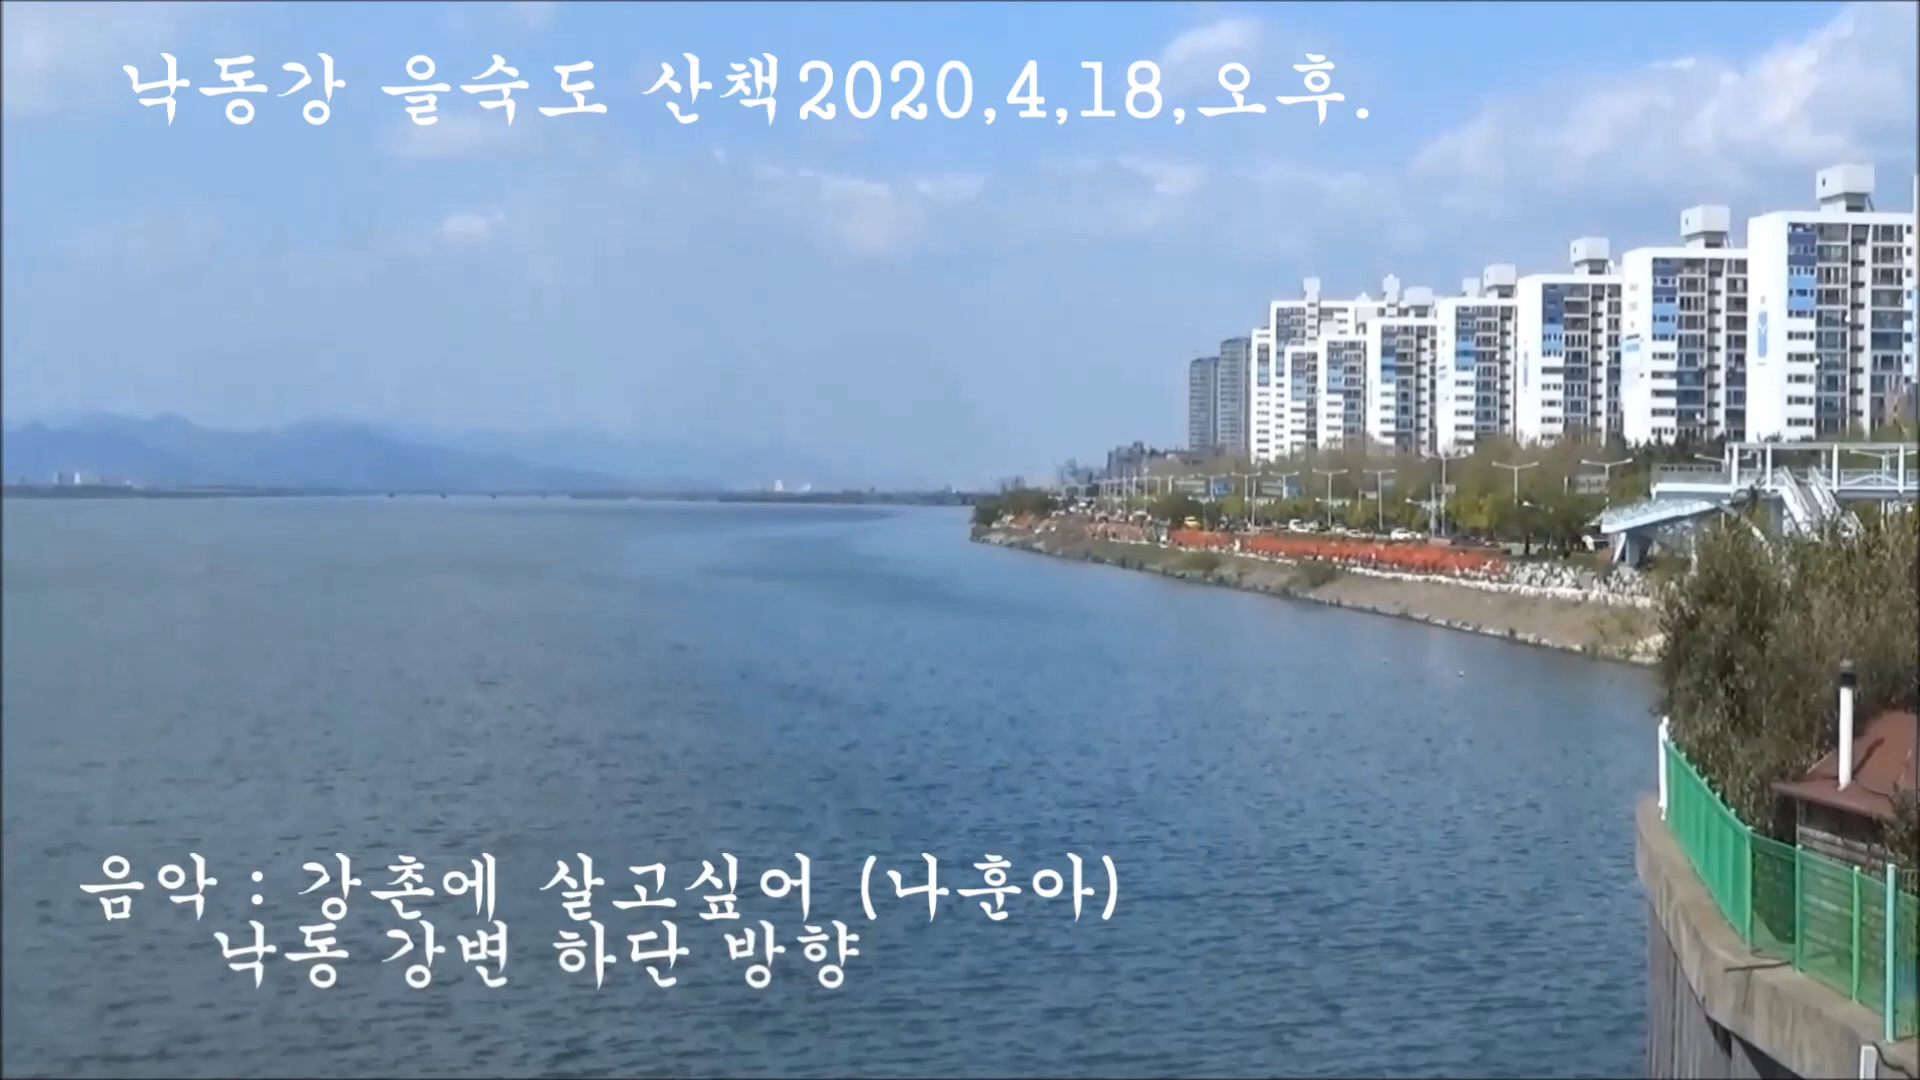 낙동강 을숙도 산책2020,4,18,오후.
음악 : 강촌에 살고싶어 (나훈아)
낙동 강변 하단 방향